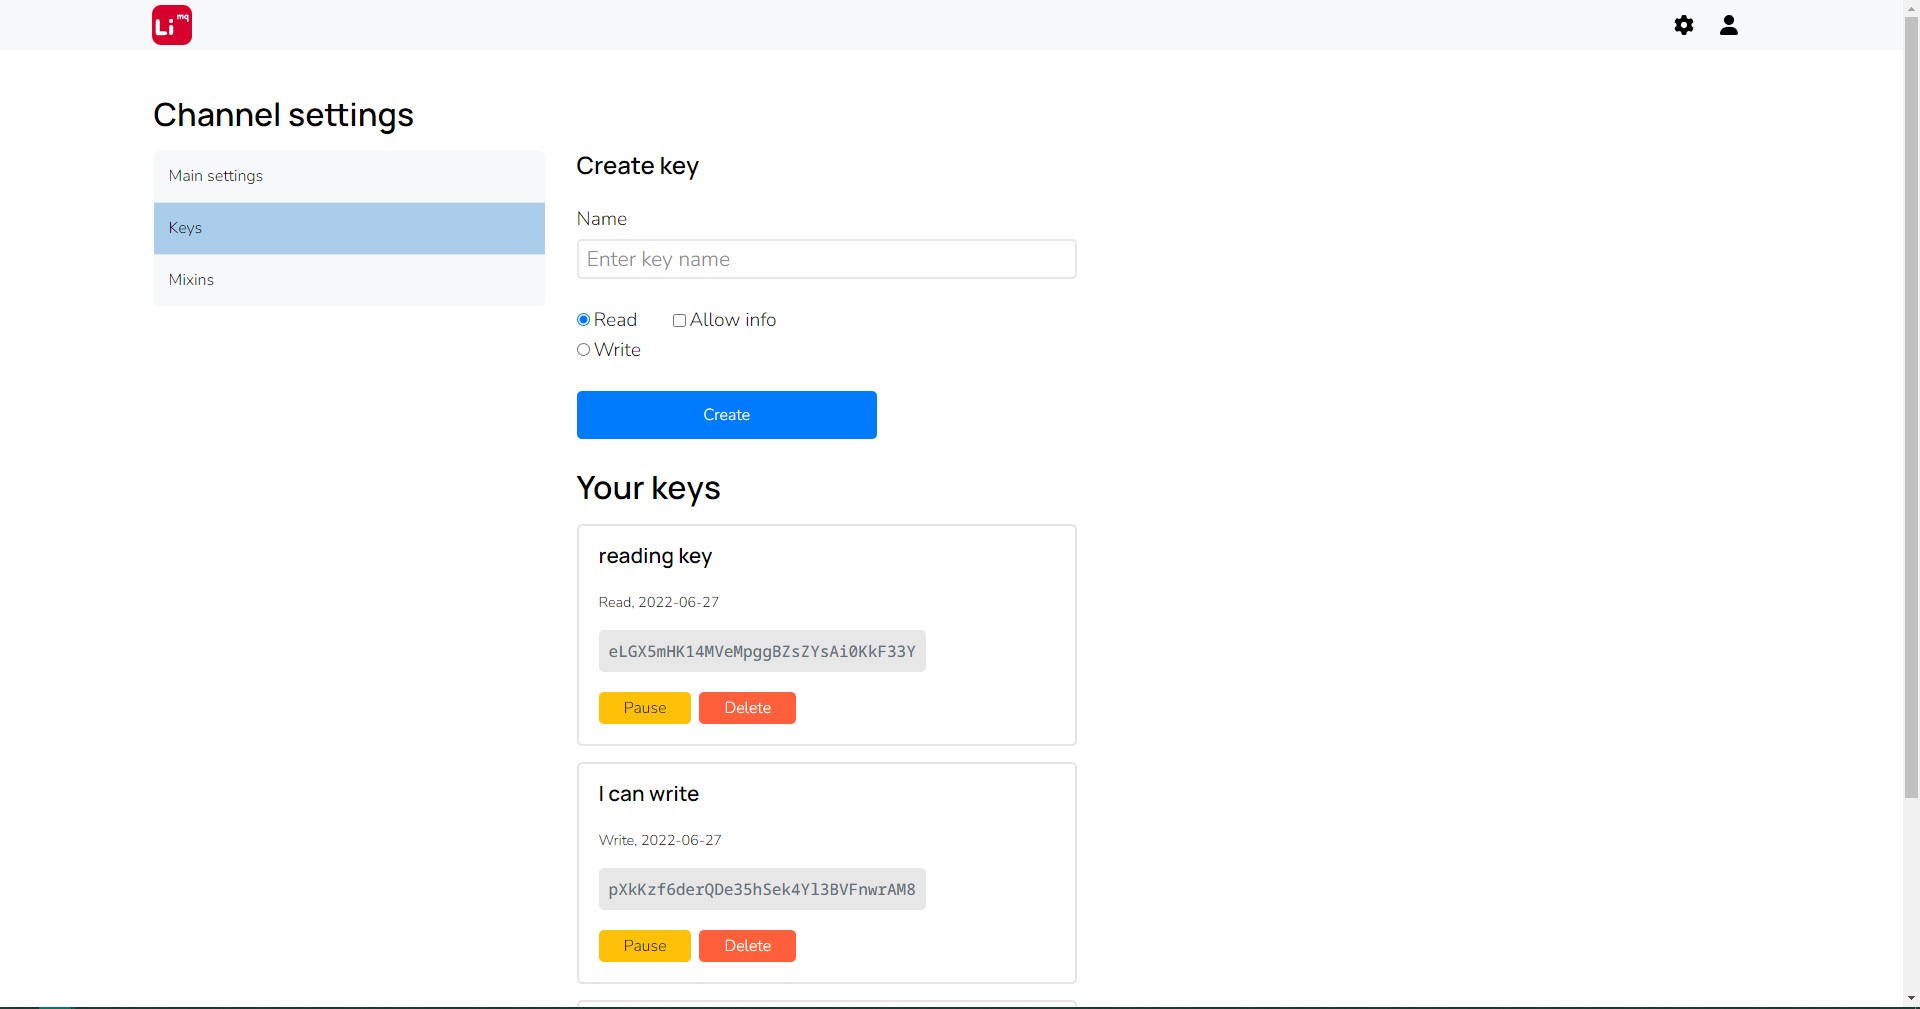 Li mq
Channel settings
Main settings
Keys
Mixins
Create key
Name
Enter key name
Read Allow info
Write
Create
Your keys
reading key
Read, 2022-06-27
eLGX5mHK14MVeMpggBZsZYsAi0KkF33Y
Pause Delete
I can write
Write, 2022-06-27
pXkKzf6derQDe35hSek4Yl3BVFnwrAM8
Pause Delete